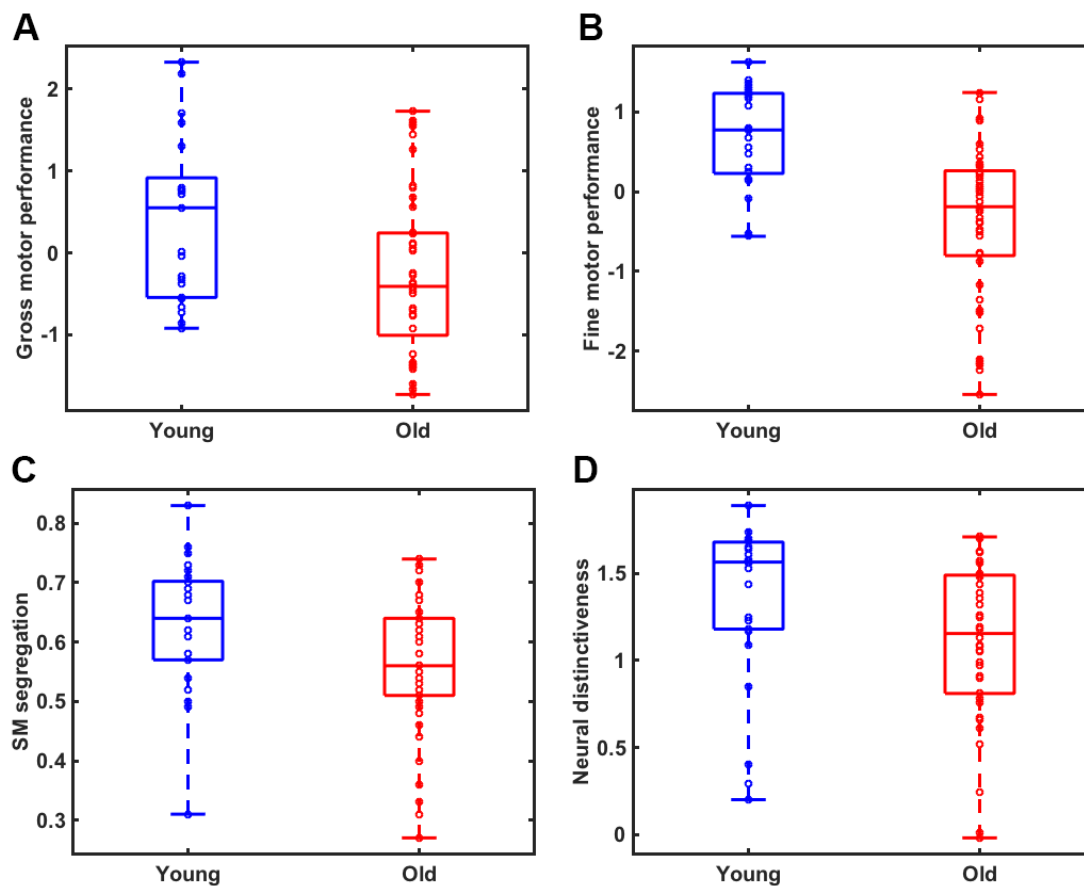 A
Gross motor performance
2
1
0
-1
Young
Old
B
Fine motor performance
1
0
-1
-2
Young
Old
C
SM segregation
0.8
0.7
0.6
0.5
0.4
0.3
Young
Old
D
Neural distinctiveness
1.5
1
0.5
0
Young
Old